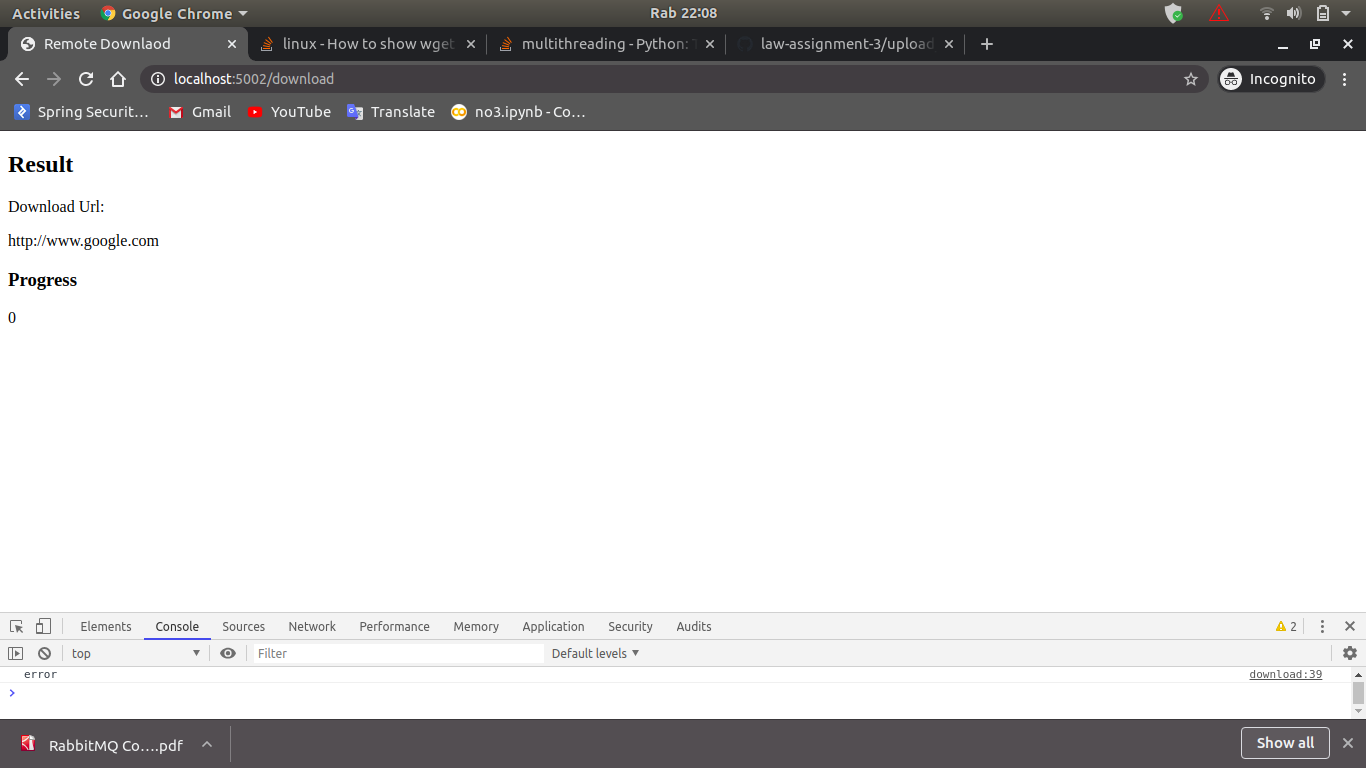 Activities
Google Chrome
Rab 22:08
Remote Downlaod
linux - How to show wget
multithreading - Python: T
law-assignment-3/upload
localhost:5002/download
Incognito
Spring Securit…
Gmail
YouTube
Translate
no3.ipynb - Co…
Result
Download Url:
http://www.google.com
Progress
0
Elements
Console
Sources
Network
Performance
Memory
Application
Security
Audits
2
top
Filter
Default levels
error
download:39
RabbitMQ Co….pdf
Show all